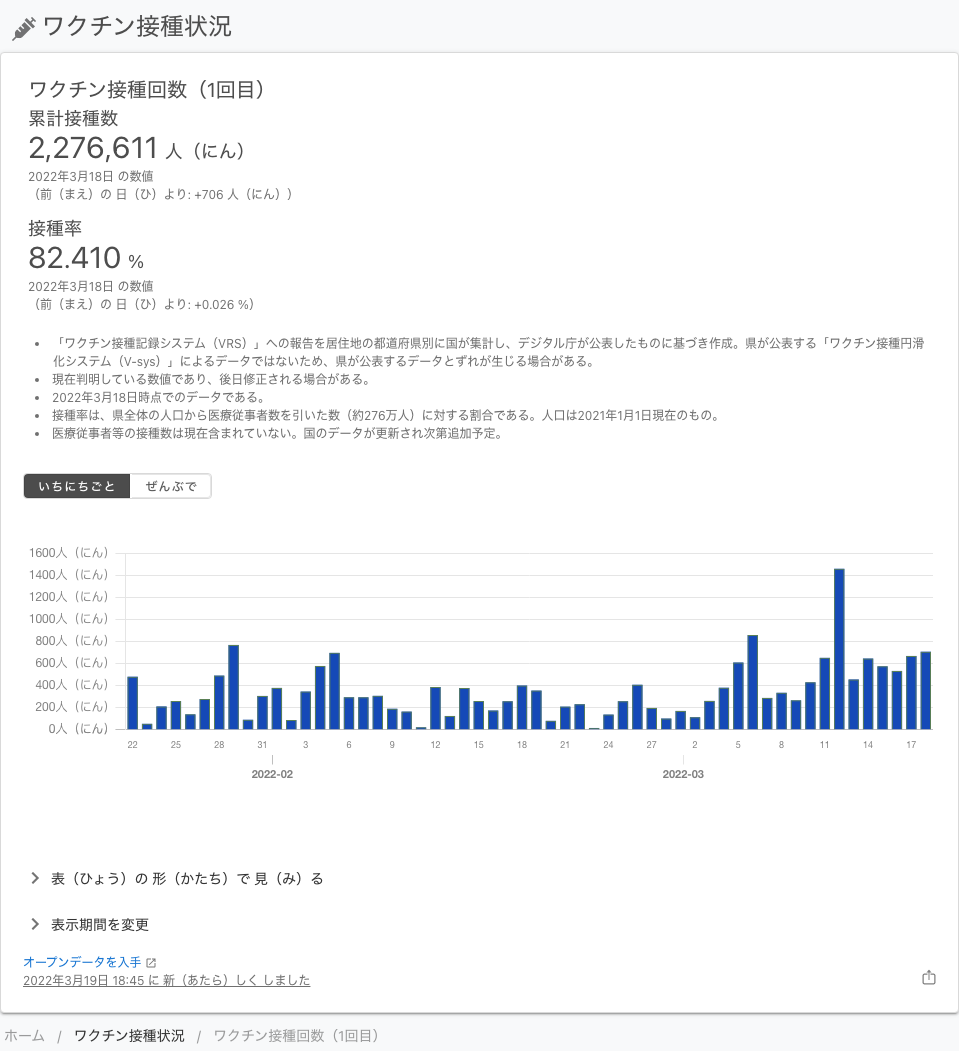 ワクチン接種状況
ワクチン接種回数（1回目）
累計接種数
2,276,611 人（にん）
2022年3月18日 の数値
（前（まえ）の 日（ひ）より: +706 人（にん））
接種率
82.410 %
2022年3月18日 の数値
（前（まえ）の 日（ひ）より: +0.026 %）
• 「ワクチン接種記録システム（VRS）」への報告を居住地の都道府県別に国が集計し、デジタル庁が公表したものに基づき作成。県が公表する「ワクチン接種円滑
化システム（V-sys）」によるデータではないため、県が公表するデータとずれが生じる場合がある。
• 現在判明している数値であり、後日修正される場合がある。
• 2022年3月18日時点でのデータである。
• 接種率は、県全体の人口から医療従事者数を引いた数（約276万人）に対する割合である。人口は2021年1月1日現在のもの。
• 医療従事者等の接種数は現在含まれていない。国のデータが更新され次第追加予定。
いちにちごと ぜんぶで
1600人（にん）
1400人（にん）
1200人（にん）
1000人（にん）
800人（にん）
600人（にん）
400人（にん）
200人（にん）
0人（にん）
22 25 28 31 3 6 9 12 15 18 21 24 27 2 5 8 11 14 17
2022-02 2022-03
表（ひょう）の 形（かたち）で 見（み）る
表示期間を変更
オープンデータを入手
2022年3月19日 18:45 に 新（あたら）しく しました
ホーム / ワクチン接種状況 / ワクチン接種回数（1回目）